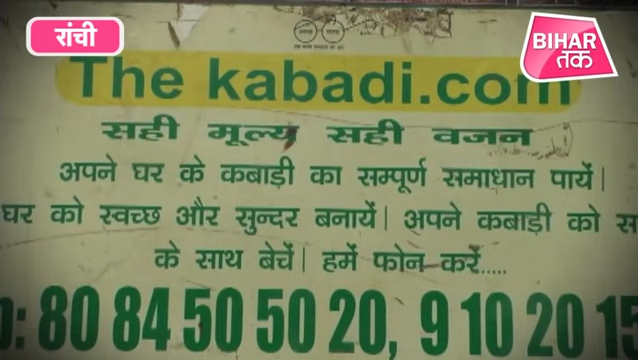 रांची
BIHAR
तक
The kabadi.com
सही मूल्य सही वजन
अपने घर के कबाड़ी का सम्पूर्ण समाधान पायें।
घर को स्वच्छ और सुन्दर बनायें। अपने कबाड़ी को स
के साथ बेचें। हमें फोन करें.....
: 80 84 50 50 20, 9 10 20 15